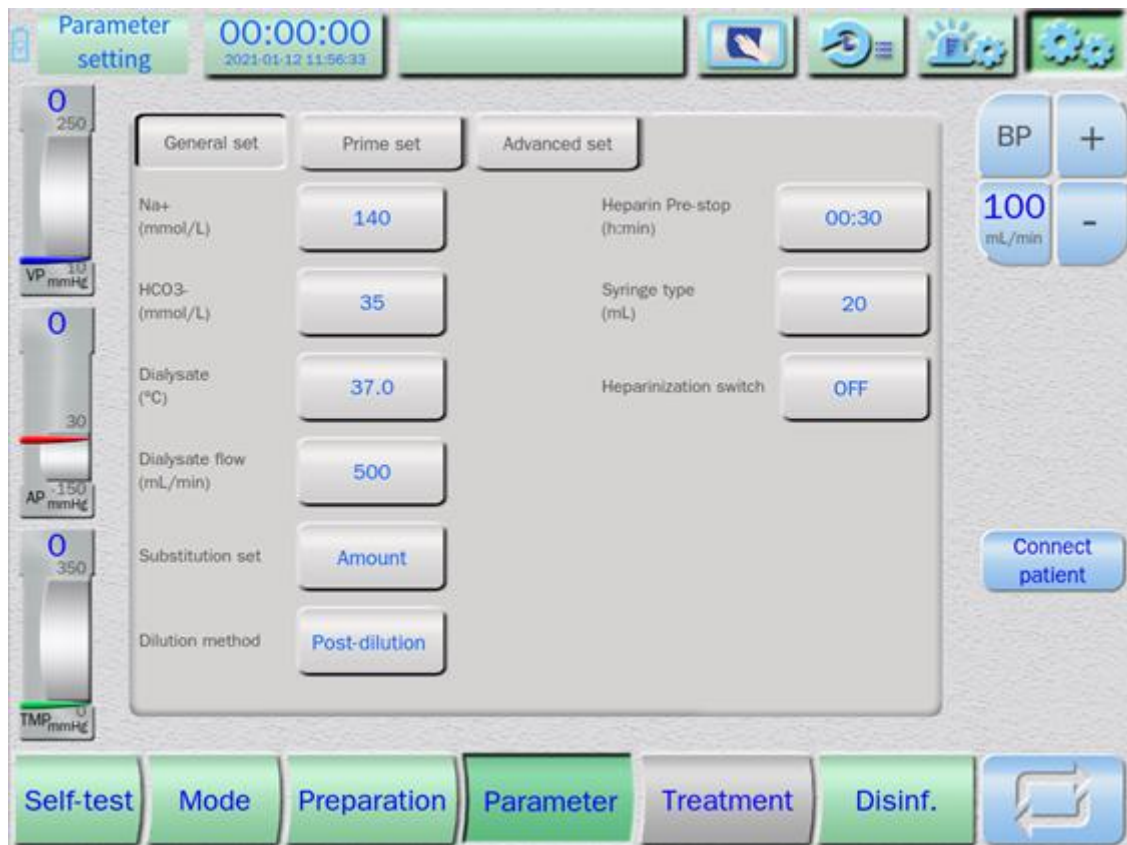 Parameter
setting
00:00:00
2021-01-12 11:56:33
0
250
10
VP mmHg
0
30
-150
AP mmHg
0
350
0
TMP mmHg
General set
Prime set
Advanced set
Na+
(mmol/L)
140
HCO3-
(mmol/L)
35
Dialysate
(°C)
37.0
Dialysate flow
(mL/min)
500
Substitution set
Amount
Dilution method
Post-dilution
Heparin Pre-stop
(h:min)
00:30
Syringe type
(mL)
20
Heparinization switch
OFF
BP
+
100
mL/min
-
Connect
patient
Self-test
Mode
Preparation
Parameter
Treatment
Disinf.